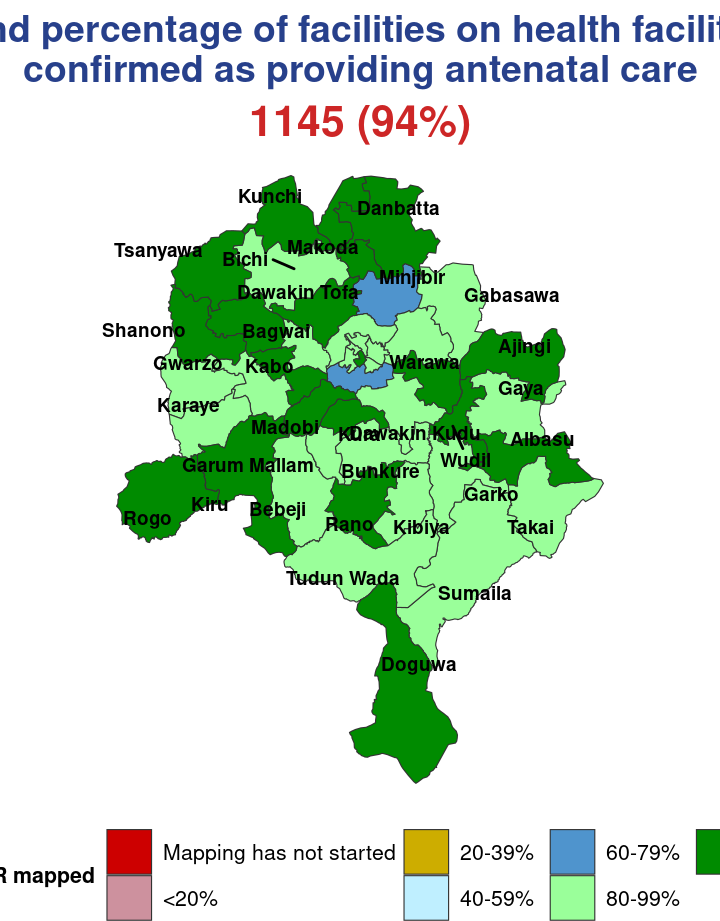 nd percentage of facilities on health facilit
confirmed as providing antenatal care
1145 (94%)
Kunchi
Danbatta
Tsanyawa
Makoda
Bichi
Minjibir
Dawakin Tofa
Gabasawa
Shanono
Bagwai
Ajingi
Gwarzo
Kabo
Warawa
Gaya
Karaye
Madobi
Kura
Dawakin Kudu
Albasu
Wudil
Garum Mallam
Bunkure
Garko
Kiru
Bebeji
Rogo
Rano
Kibiya
Takai
Tudun Wada
Sumaila
Doguwa
R mapped
Mapping has not started
20-39%
60-79%
<20%
40-59%
80-99%